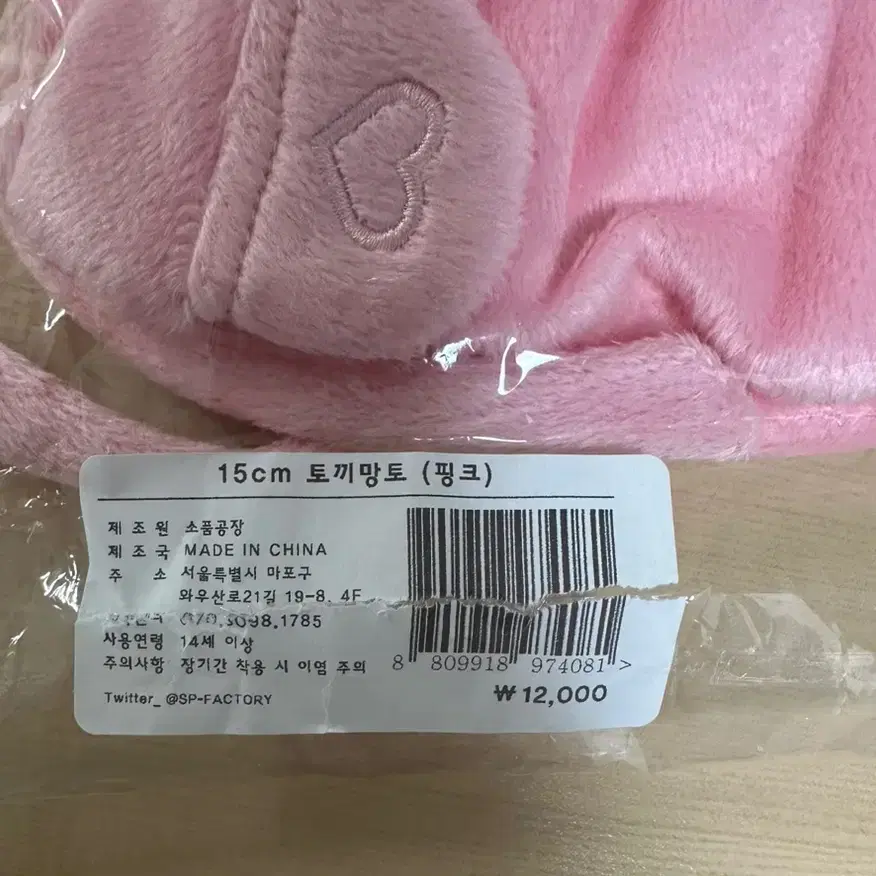 15cm 토끼망토 (핑크)
제 조 원 소품공장
제 조 국 MADE IN CHINA
주 소 서울특별시 마포구
와우산로21길 19-8, 4F
070.5098.1785
사용연령 14세 이상
주의사항 장기간 착용 시 이염 주의
Twitter_ @SP-FACTORY
8 809918 974081 >
₩12,000